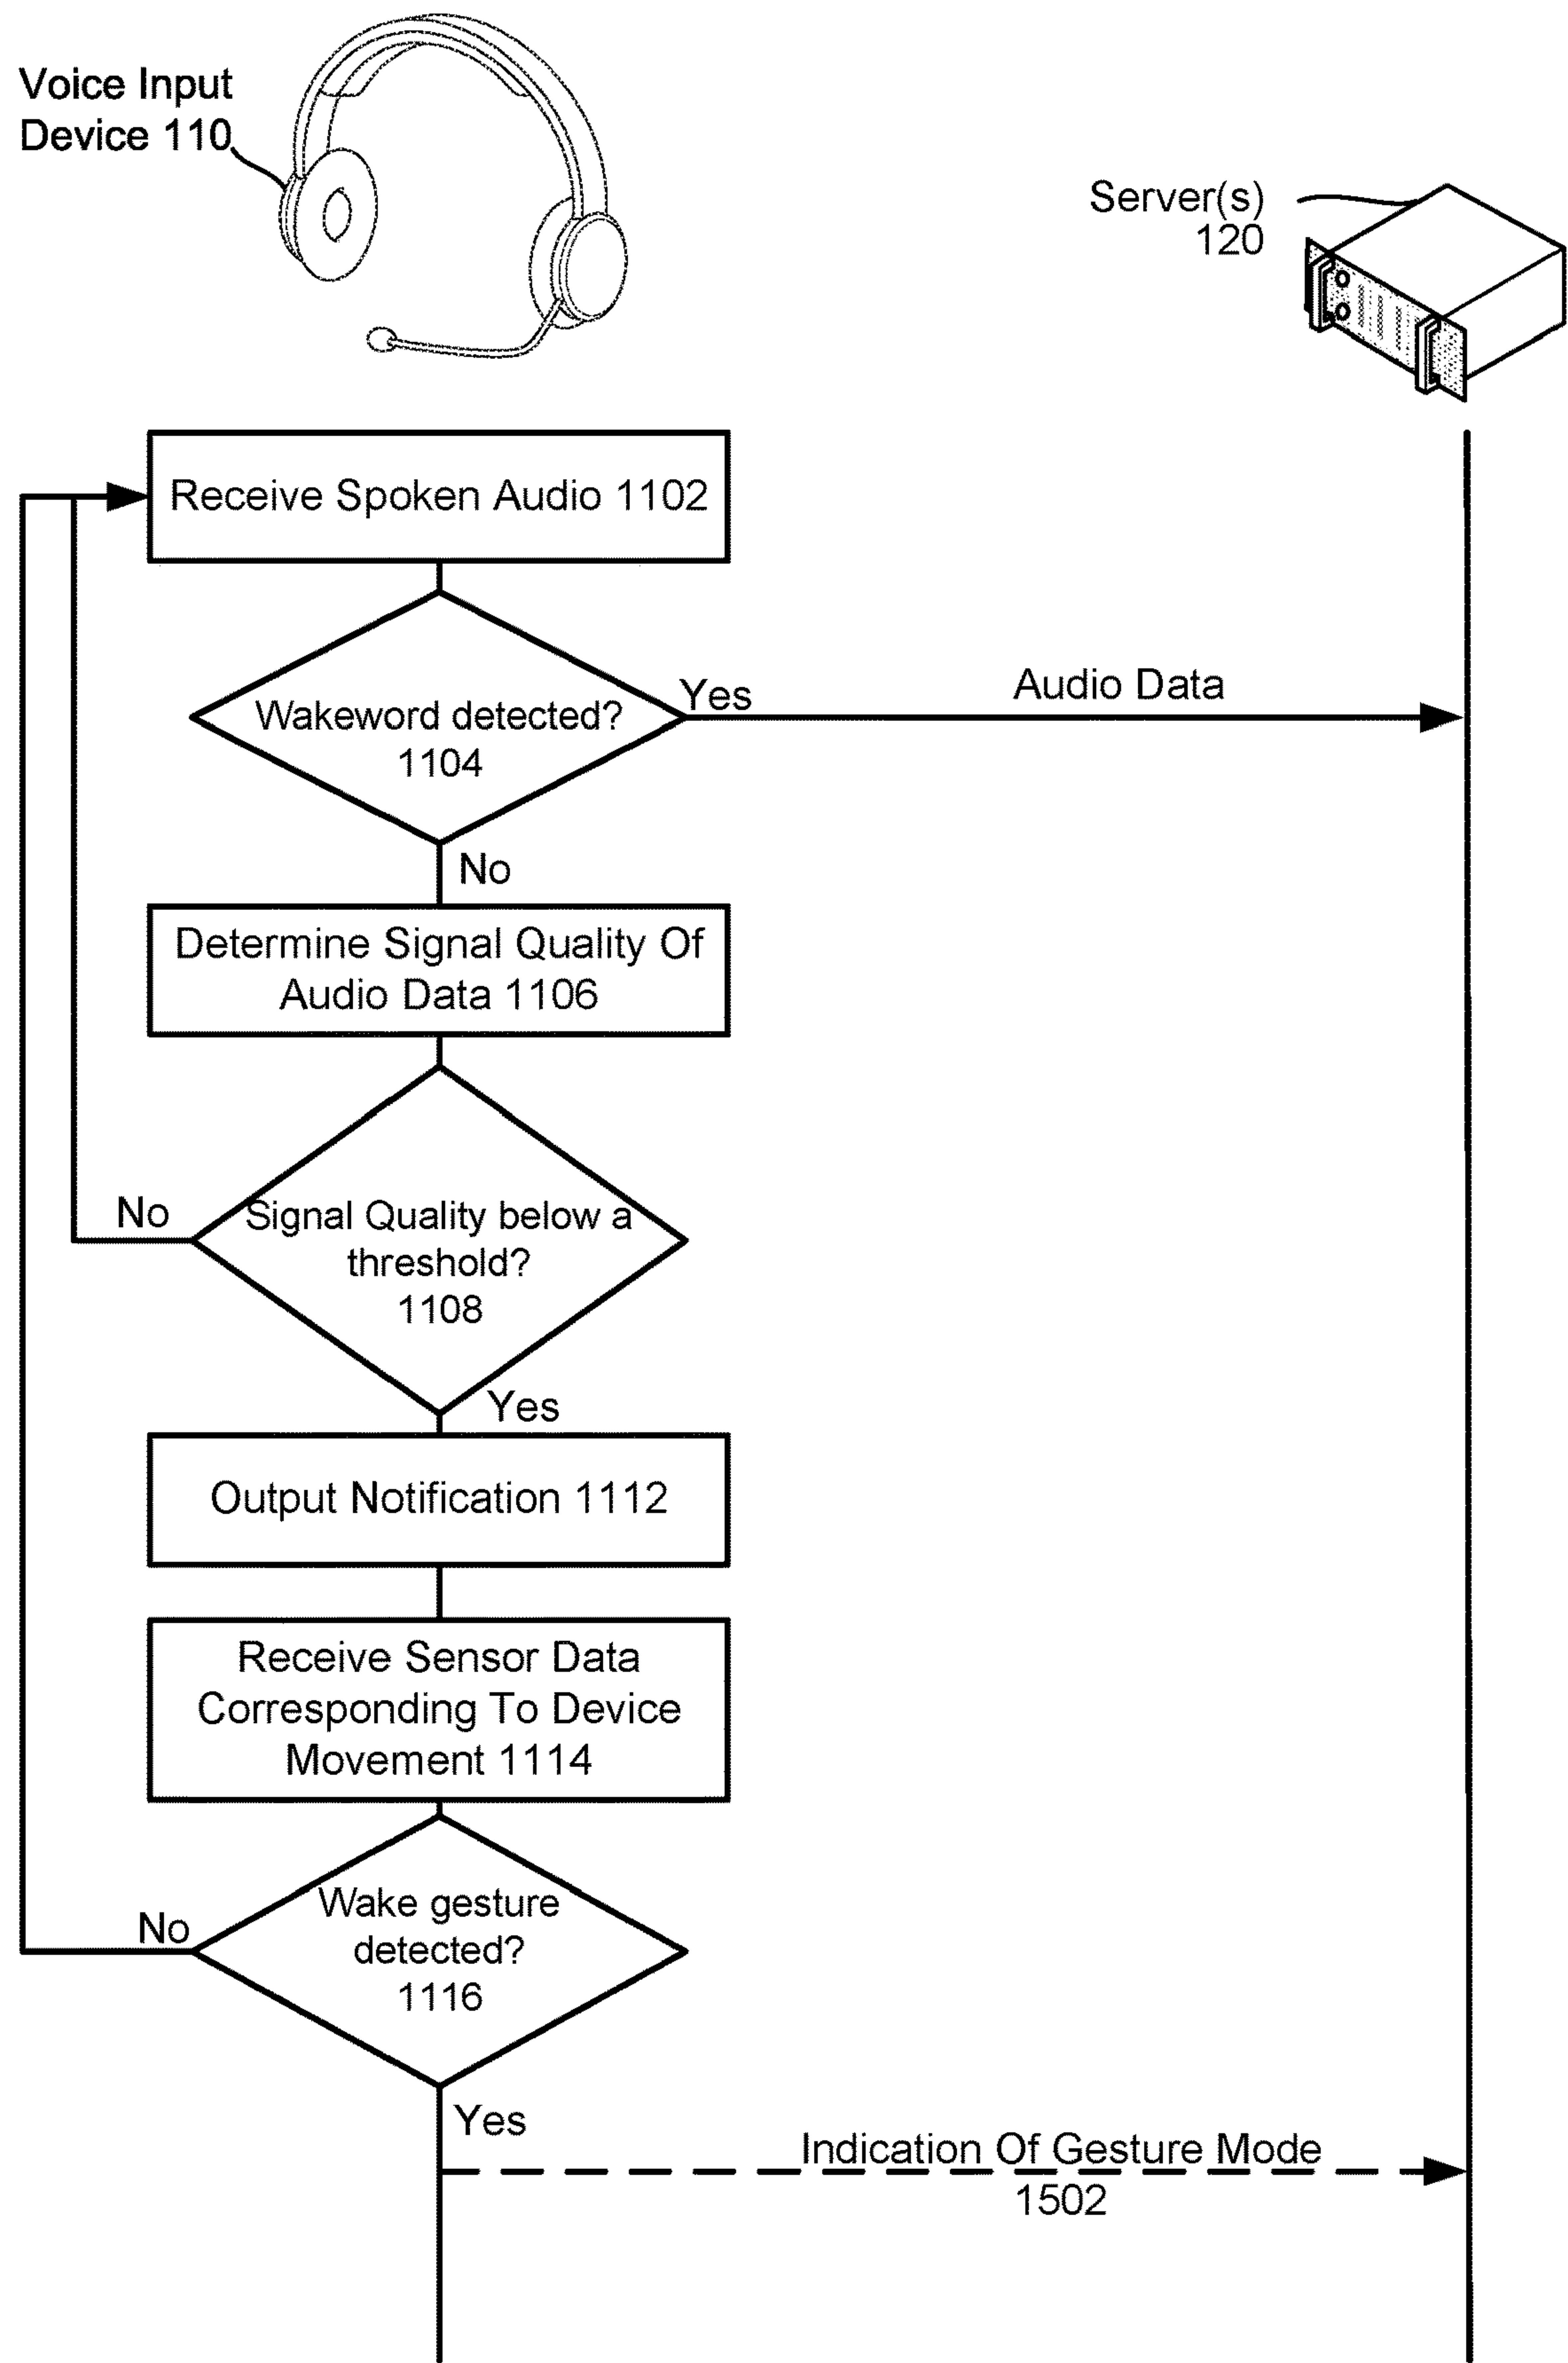 Voice Input
Device 110
Server(s)
120
Receive Spoken Audio 1102
Wakeword detected?
1104
Yes
Audio Data
No
Determine Signal Quality Of
Audio Data 1106
Signal Quality below a
threshold?
1108
No
Yes
Output Notification 1112
Receive Sensor Data
Corresponding To Device
Movement 1114
Wake gesture
detected?
1116
No
Yes
Indication Of Gesture Mode
1502